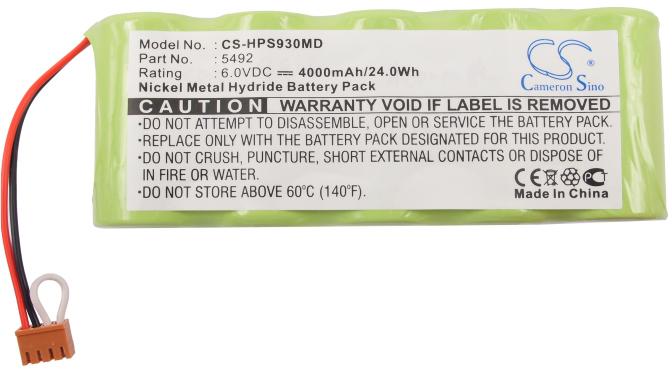 Model No. : CS-HPS930MD
Part No. : 5492
Rating : 6.0VDC 4000mAh/24.0Wh
Nickel Metal Hydride Battery Pack
CS
Cameron Sino
CAUTION WARRANTY VOID IF LABEL IS REMOVED
•DO NOT ATTEMPT TO DISASSEMBLE, OPEN OR SERVICE THE BATTERY PACK.
•REPLACE ONLY WITH THE BATTERY PACK DESIGNATED FOR THIS PRODUCT.
•DO NOT CRUSH, PUNCTURE, SHORT EXTERNAL CONTACTS OR DISPOSE OF
IN FIRE OR WATER.
•DO NOT STORE ABOVE 60°C (140°F).
CE
Made In China